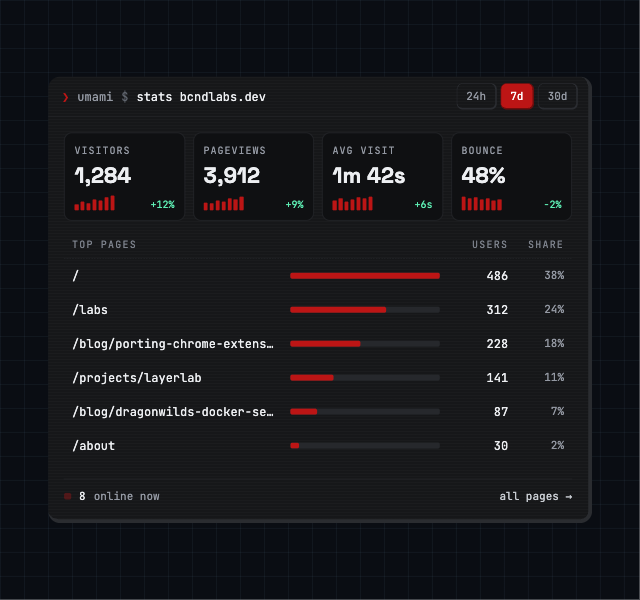 ❯ umami $ stats bcndlabs.dev 24h 7d 30d
VISITORS PAGEVIEWS AVG VISIT BOUNCE
1,284 3,912 1m 42s 48%
+12% +9% +6s -2%
TOP PAGES USERS SHARE
/ 486 38%
/labs 312 24%
/blog/porting-chrome-extens… 228 18%
/projects/layerlab 141 11%
/blog/dragonwilds-docker-se… 87 7%
/about 30 2%
8 online now all pages →